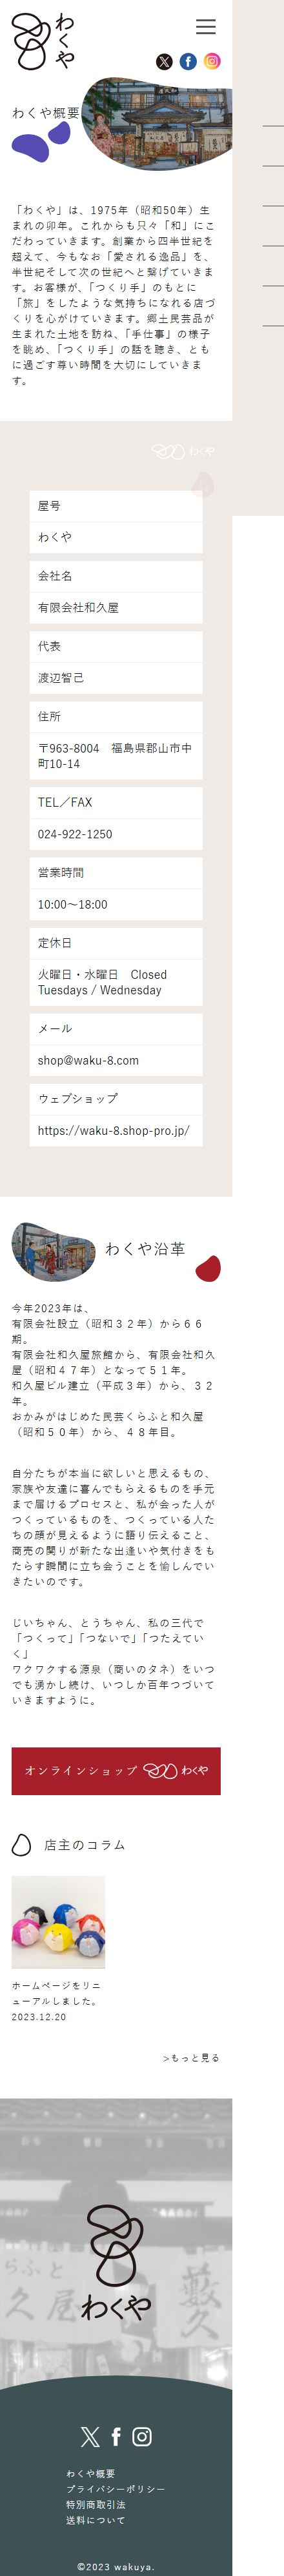 わくや
わくや概要
「わくや」は、1975年（昭和50年）生
まれの卯年。これからも只々「和」にこ
だわっていきます。創業から四半世紀を
超えて、今もなお「愛される逸品」を、
半世紀そして次の世紀へと繋げていきま
す。お客様が、「つくり手」のもとに
「旅」をしたような気持ちになれる店づ
くりを心がけていきます。郷土民芸品が
生まれた土地を訪ね、「手仕事」の様子
を眺め、「つくり手」の話を聴き、とも
に過ごす尊い時間を大切にしていきま
す。
わくや
屋号
わくや
会社名
有限会社和久屋
代表
渡辺智己
住所
〒963-8004　福島県郡山市中
町10-14
TEL／FAX
024-922-1250
営業時間
10:00〜18:00
定休日
火曜日・水曜日　Closed
Tuesdays / Wednesday
メール
shop@waku-8.com
ウェブショップ
https://waku-8.shop-pro.jp/
わくや沿革
今年2023年は、
有限会社設立（昭和３２年）から６６
期。
有限会社和久屋旅館から、有限会社和久
屋（昭和４７年）となって５１年。
和久屋ビル建立（平成３年）から、３２
年。
おかみがはじめた民芸くらふと和久屋
（昭和５０年）から、４８年目。
自分たちが本当に欲しいと思えるもの、
家族や友達に喜んでもらえるものを手元
まで届けるプロセスと、私が会った人が
つくっているものを、つくっている人た
ちの顔が見えるように語り伝えること、
商売の関りが新たな出逢いや気付きをも
たらす瞬間に立ち会うことを愉しんでい
きたいのです。
じいちゃん、とうちゃん、私の三代で
「つくって」「つないで」「つたえてい
く」
ワクワクする源泉（商いのタネ）をいつ
でも湧かし続け、いつしか百年つづいて
いきますように。
オンラインショップ わくや
店主のコラム
ホームページをリニ
ューアルしました。
2023.12.20
>もっと見る
わくや
わくや概要
プライバシーポリシー
特別商取引法
送料について
©2023 wakuya.